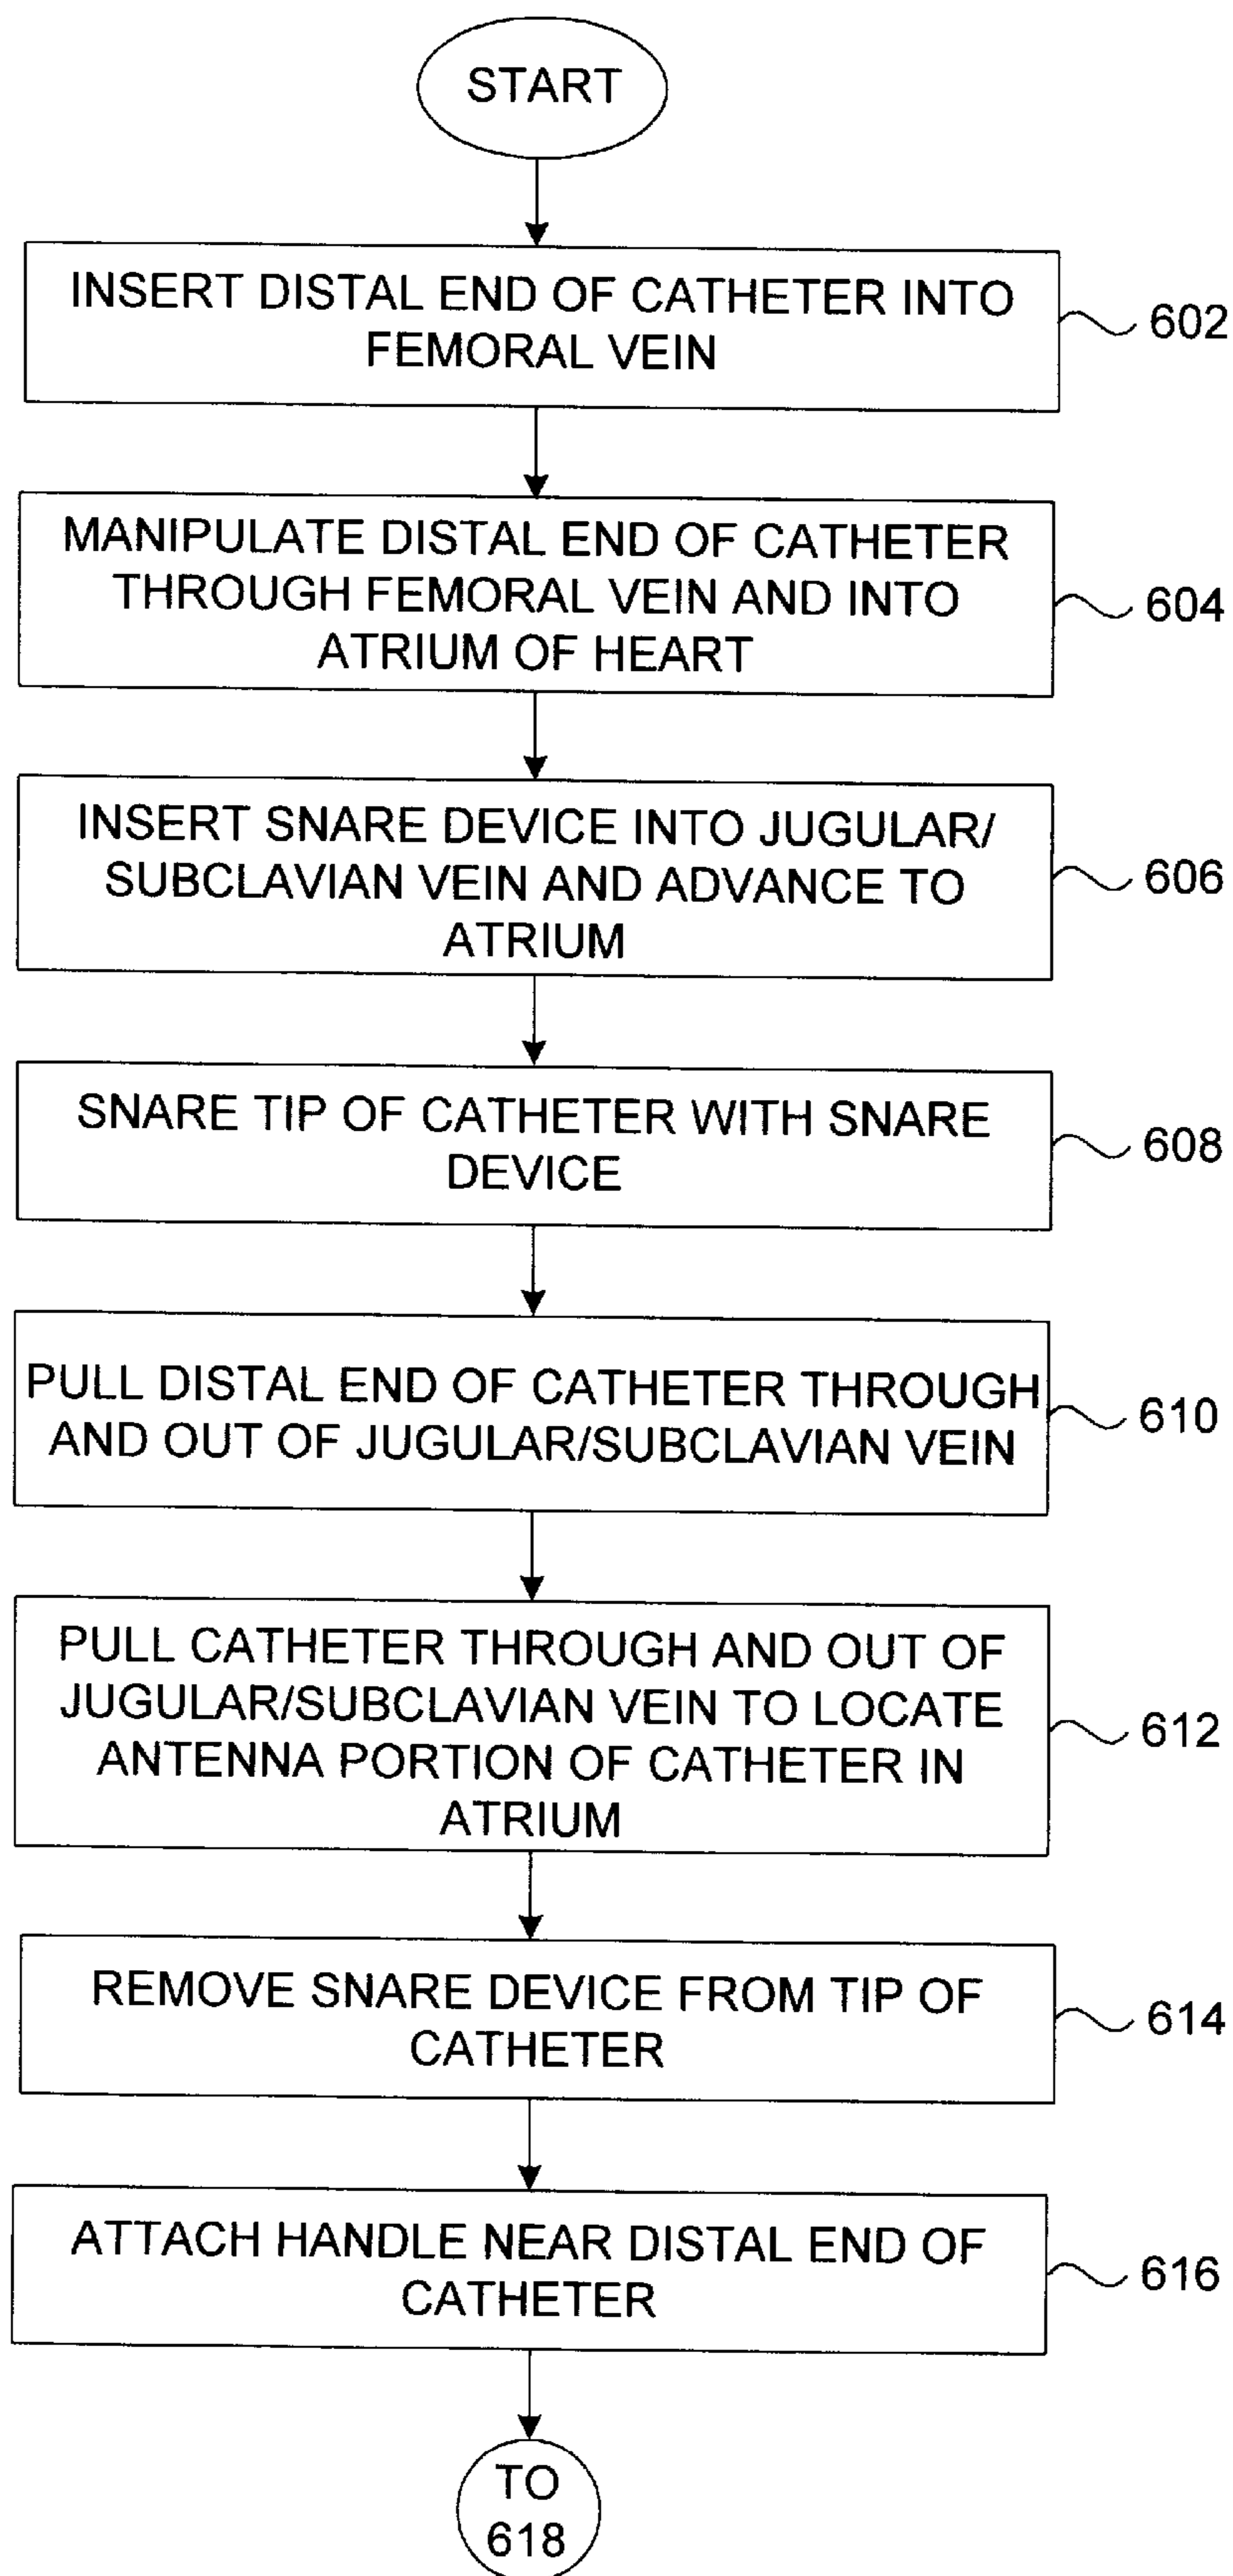 START
INSERT DISTAL END OF CATHETER INTO
FEMORAL VEIN
602
MANIPULATE DISTAL END OF CATHETER
THROUGH FEMORAL VEIN AND INTO
ATRIUM OF HEART
604
INSERT SNARE DEVICE INTO JUGULAR/
SUBCLAVIAN VEIN AND ADVANCE TO
ATRIUM
606
SNARE TIP OF CATHETER WITH SNARE
DEVICE
608
PULL DISTAL END OF CATHETER THROUGH
AND OUT OF JUGULAR/SUBCLAVIAN VEIN
610
PULL CATHETER THROUGH AND OUT OF
JUGULAR/SUBCLAVIAN VEIN TO LOCATE
ANTENNA PORTION OF CATHETER IN
ATRIUM
612
REMOVE SNARE DEVICE FROM TIP OF
CATHETER
614
ATTACH HANDLE NEAR DISTAL END OF
CATHETER
616
TO
618